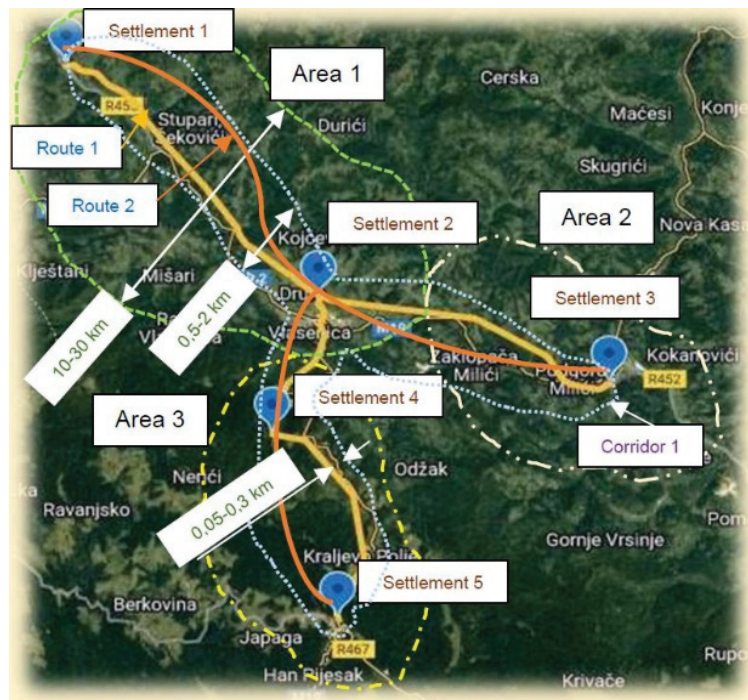 Settlement 1
Area 1
Cerska
Maćesi
Konje
R45
Stupari,
Šekovići
Đurići
Route 1
Skugrići
Route 2
Area 2
Nova Kasa
Settlement 2
Kojče
Klještani
Mišari
Settlement 3
0,5-2 km
Dru
10-30 km
Vlasenica
M19
Zaklopača
Milići
Podgora
Milići
Kokanovići
R452
Settlement 4
Area 3
Corridor 1
Nerići
Odžak
0,05-0,3 km
Ravanjsko
Pom
Gornje Vrsinje
Kraljevo Polje
Settlement 5
Berkovina
Japaga
R467
Han Pijesak
Krivače
Rupo